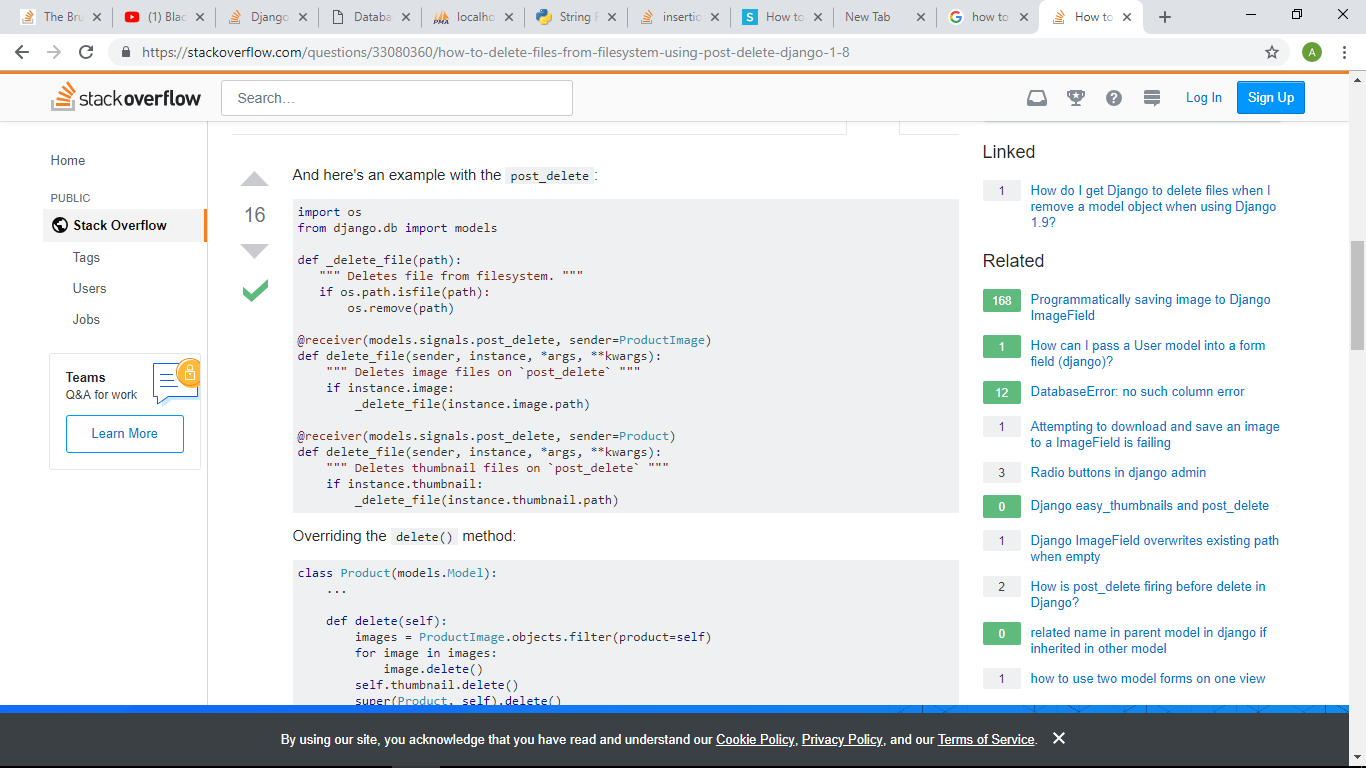 The Bru
(1) Blac
Django
Databa
localho
String F
insertio
How to
New Tab
how to
How to
https://stackoverflow.com/questions/33080360/how-to-delete-files-from-filesystem-using-post-delete-django-1-8
A
stackoverflow
Search...
Log In
Sign Up
Home
PUBLIC
Stack Overflow
Tags
Users
Jobs
Teams
Q&A for work
Learn More
16
And here's an example with the post_delete :
import os
from django.db import models
def _delete_file(path):
""" Deletes file from filesystem. """
if os.path.isfile(path):
os.remove(path)
@receiver(models.signals.post_delete, sender=ProductImage)
def delete_file(sender, instance, *args, **kwargs):
""" Deletes image files on `post_delete` """
if instance.image:
_delete_file(instance.image.path)
@receiver(models.signals.post_delete, sender=Product)
def delete_file(sender, instance, *args, **kwargs):
""" Deletes thumbnail files on `post_delete` """
if instance.thumbnail:
_delete_file(instance.thumbnail.path)
Overriding the delete() method:
class Product(models.Model):
...
def delete(self):
images = ProductImage.objects.filter(product=self)
for image in images:
image.delete()
self.thumbnail.delete()
super(Product, self).delete()
Linked
1 How do I get Django to delete files when I
remove a model object when using Django
1.9?
Related
168 Programmatically saving image to Django
ImageField
1 How can I pass a User model into a form
field (django)?
12 DatabaseError: no such column error
1 Attempting to download and save an image
to a ImageField is failing
3 Radio buttons in django admin
0 Django easy_thumbnails and post_delete
1 Django ImageField overwrites existing path
when empty
2 How is post_delete firing before delete in
Django?
0 related name in parent model in django if
inherited in other model
1 how to use two model forms on one view
By using our site, you acknowledge that you have read and understand our Cookie Policy, Privacy Policy, and our Terms of Service.